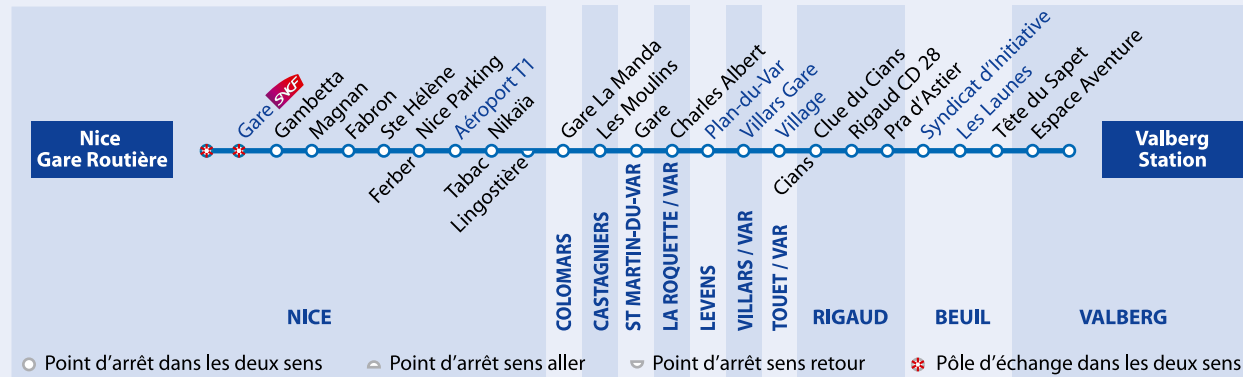 Nice
Gare Routière
Gare SNCF
Gambetta
Magnan
Fabron
Ste Hélène
Nice Parking
Ferber
Aéroport T1
Nikaïa
Tabac
Lingostière
Gare La Manda
Les Moulins
Gare
Charles Albert
Plan-du-Var
Villars Gare
Village
Clue du Cians
Cians
Rigaud CD 28
Pra d'Astier
Syndicat d'Initiative
Les Launes
Tête du Sapet
Espace Aventure
Valberg
Station
NICE
COLOMARS
CASTAGNIERS
ST MARTIN-DU-VAR
LA ROQUETTE / VAR
LEVENS
VILLARS / VAR
TOUET / VAR
RIGAUD
BEUIL
VALBERG
Point d'arrêt dans les deux sens
Point d'arrêt sens aller
Point d'arrêt sens retour
Pôle d'échange dans les deux sens